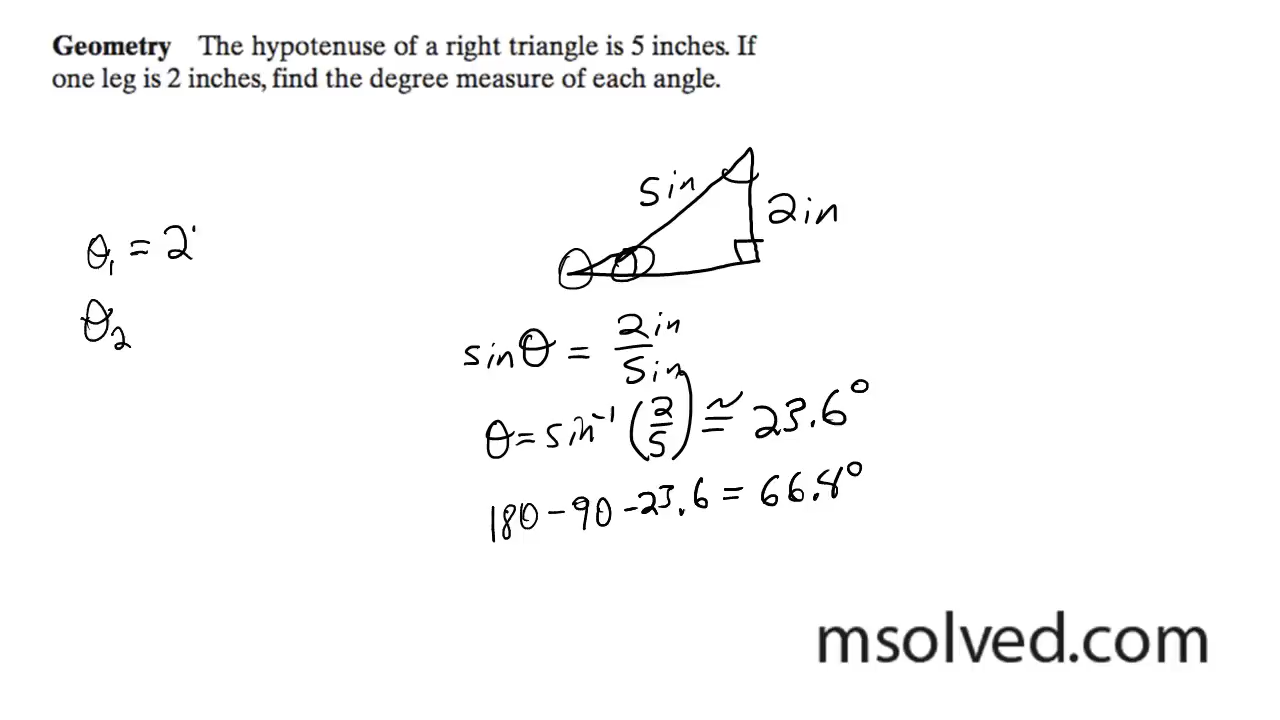 Geometry The hypotenuse of a right triangle is 5 inches. If
one leg is 2 inches, find the degree measure of each angle.
5in
2in
θ
θ₁ = 2'
θ₂
sinθ = 2in/5in
θ = sin⁻¹(2/5) ≅ 23.6°
180 - 90 - 23.6 = 66.8°
msolved.com